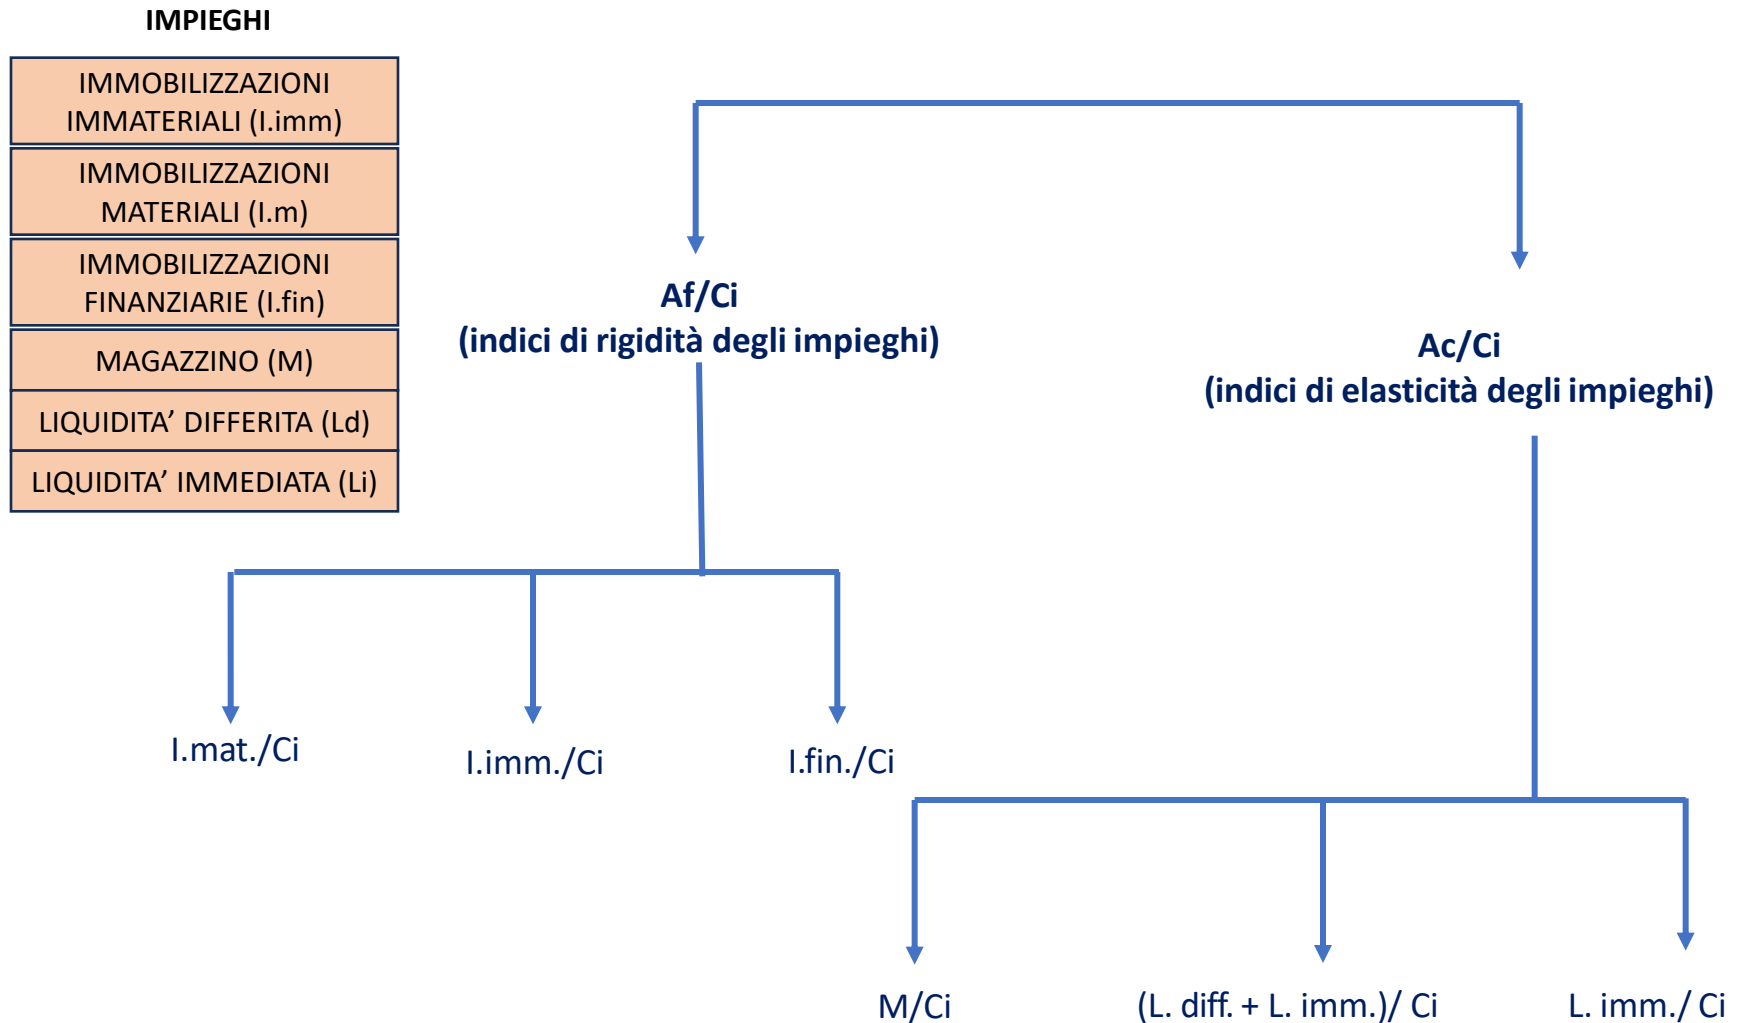 IMPIEGHI
IMMOBILIZZAZIONI
IMMATERIALI (I.imm)
IMMOBILIZZAZIONI
MATERIALI (I.m)
IMMOBILIZZAZIONI
FINANZIARIE (I.fin)
MAGAZZINO (M)
LIQUIDITA’ DIFFERITA (Ld)
LIQUIDITA’ IMMEDIATA (Li)
Af/Ci
(indici di rigidità degli impieghi)
Ac/Ci
(indici di elasticità degli impieghi)
I.mat./Ci
I.imm./Ci
I.fin./Ci
M/Ci
(L. diff. + L. imm.)/ Ci
L. imm./ Ci